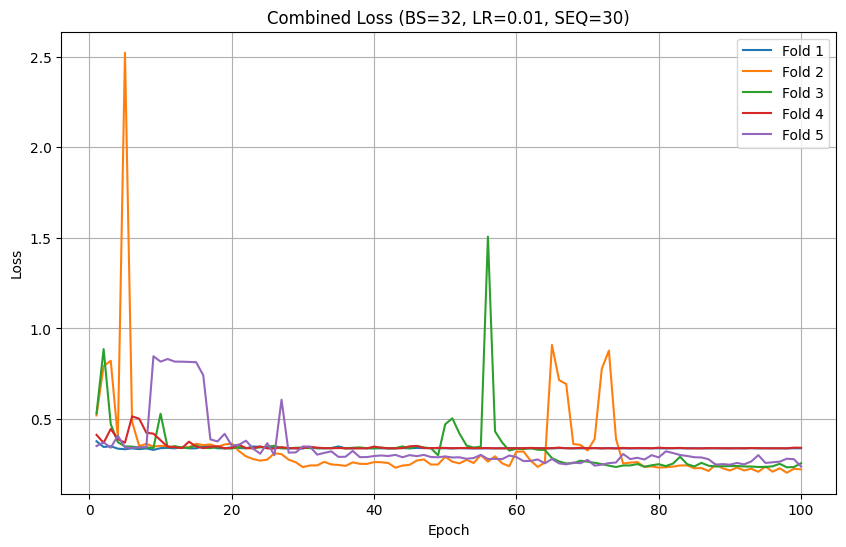 Combined Loss (BS=32, LR=0.01, SEQ=30)
Fold 1
Fold 2
Fold 3
Fold 4
Fold 5
2.5
2.0
1.5
1.0
0.5
Loss
0 20 40 60 80 100
Epoch